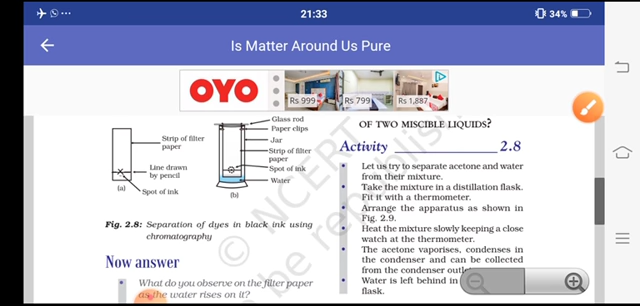 21:33
34%
Is Matter Around Us Pure
OYO
Rs 999
Rs 799
Rs 1,887
Glass rod
Paper clips
Jar
Strip of filter
paper
Spot of ink
Water
Strip of filter
paper
Line drawn
by pencil
Spot of ink
(a)
(b)
Fig. 2.8: Separation of dyes in black ink using
chromatography
Now answer
• What do you observe on the filter paper
as the water rises on it?
OF TWO MISCIBLE LIQUIDS?
Activity 2.8
• Let us try to separate acetone and water
from their mixture.
• Take the mixture in a distillation flask.
Fit it with a thermometer.
• Arrange the apparatus as shown in
Fig. 2.9.
• Heat the mixture slowly keeping a close
watch at the thermometer.
• The acetone vaporises, condenses in
the condenser and can be collected
from the condenser
• Water is left behind in
flask.
© NCERT
be republished